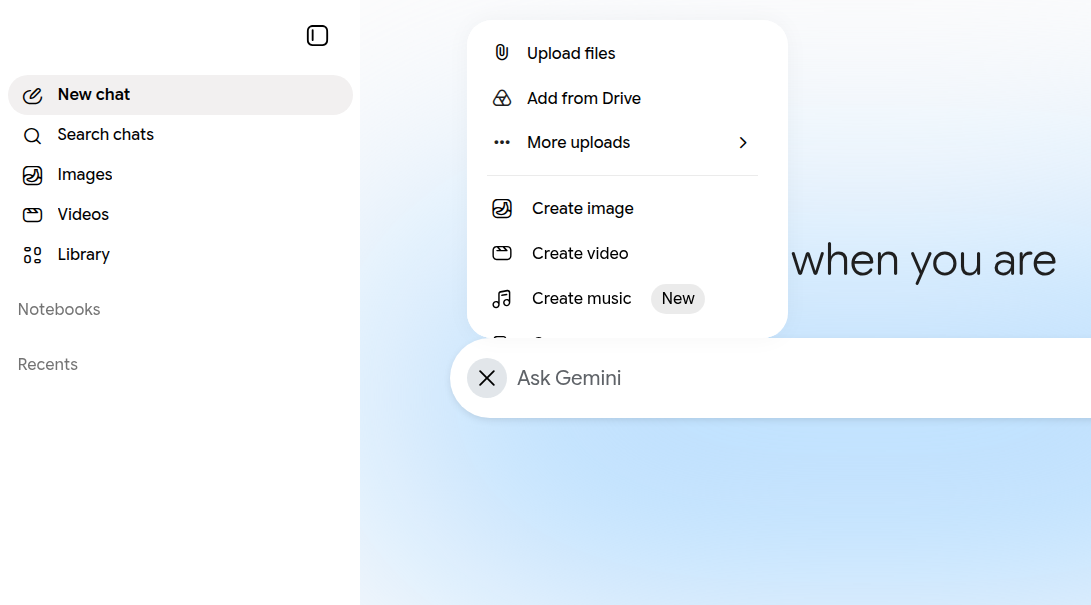 New chat
Search chats
Images
Videos
Library
Notebooks
Recents
Upload files
Add from Drive
More uploads
Create image
Create video
Create music New
when you are
Ask Gemini